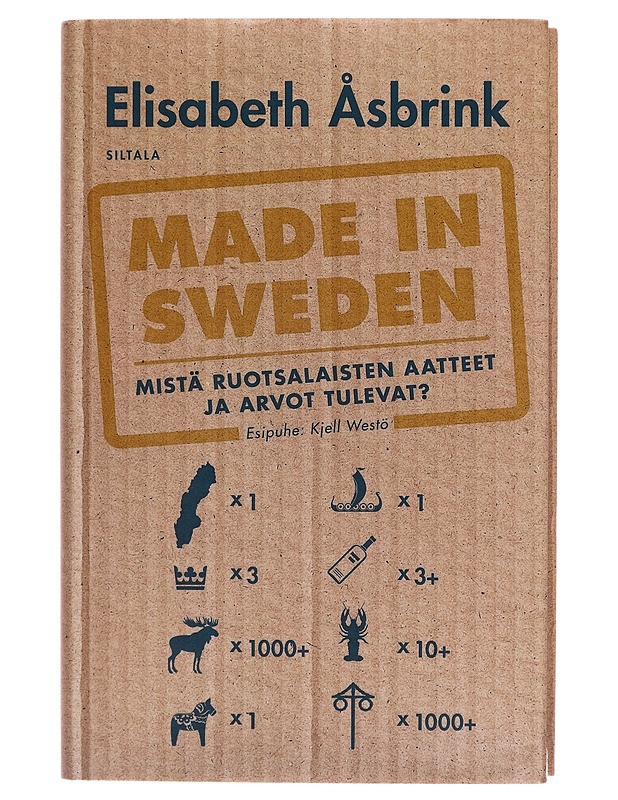 Elisabeth Åsbrink
SILTALA
MADE IN
SWEDEN
MISTÄ RUOTSALAISTEN AATTEET
JA ARVOT TULEVAT?
Esipuhe: Kjell Westö
x 1
x 1
x 3
x 3+
x 1000+
x 10+
x 1
x 1000+